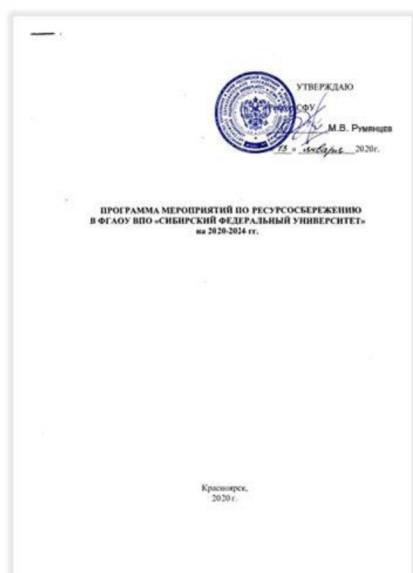 УТВЕРЖДАЮ
СФУ
М.В. Румянцев
13 » января 2020г.
ПРОГРАММА МЕРОПРИЯТИЙ ПО РЕСУРСОСБЕРЕЖЕНИЮ
В ФГАОУ ВПО «СИБИРСКИЙ ФЕДЕРАЛЬНЫЙ УНИВЕРСИТЕТ»
на 2020-2024 гг.
Красноярск,
2020 г.